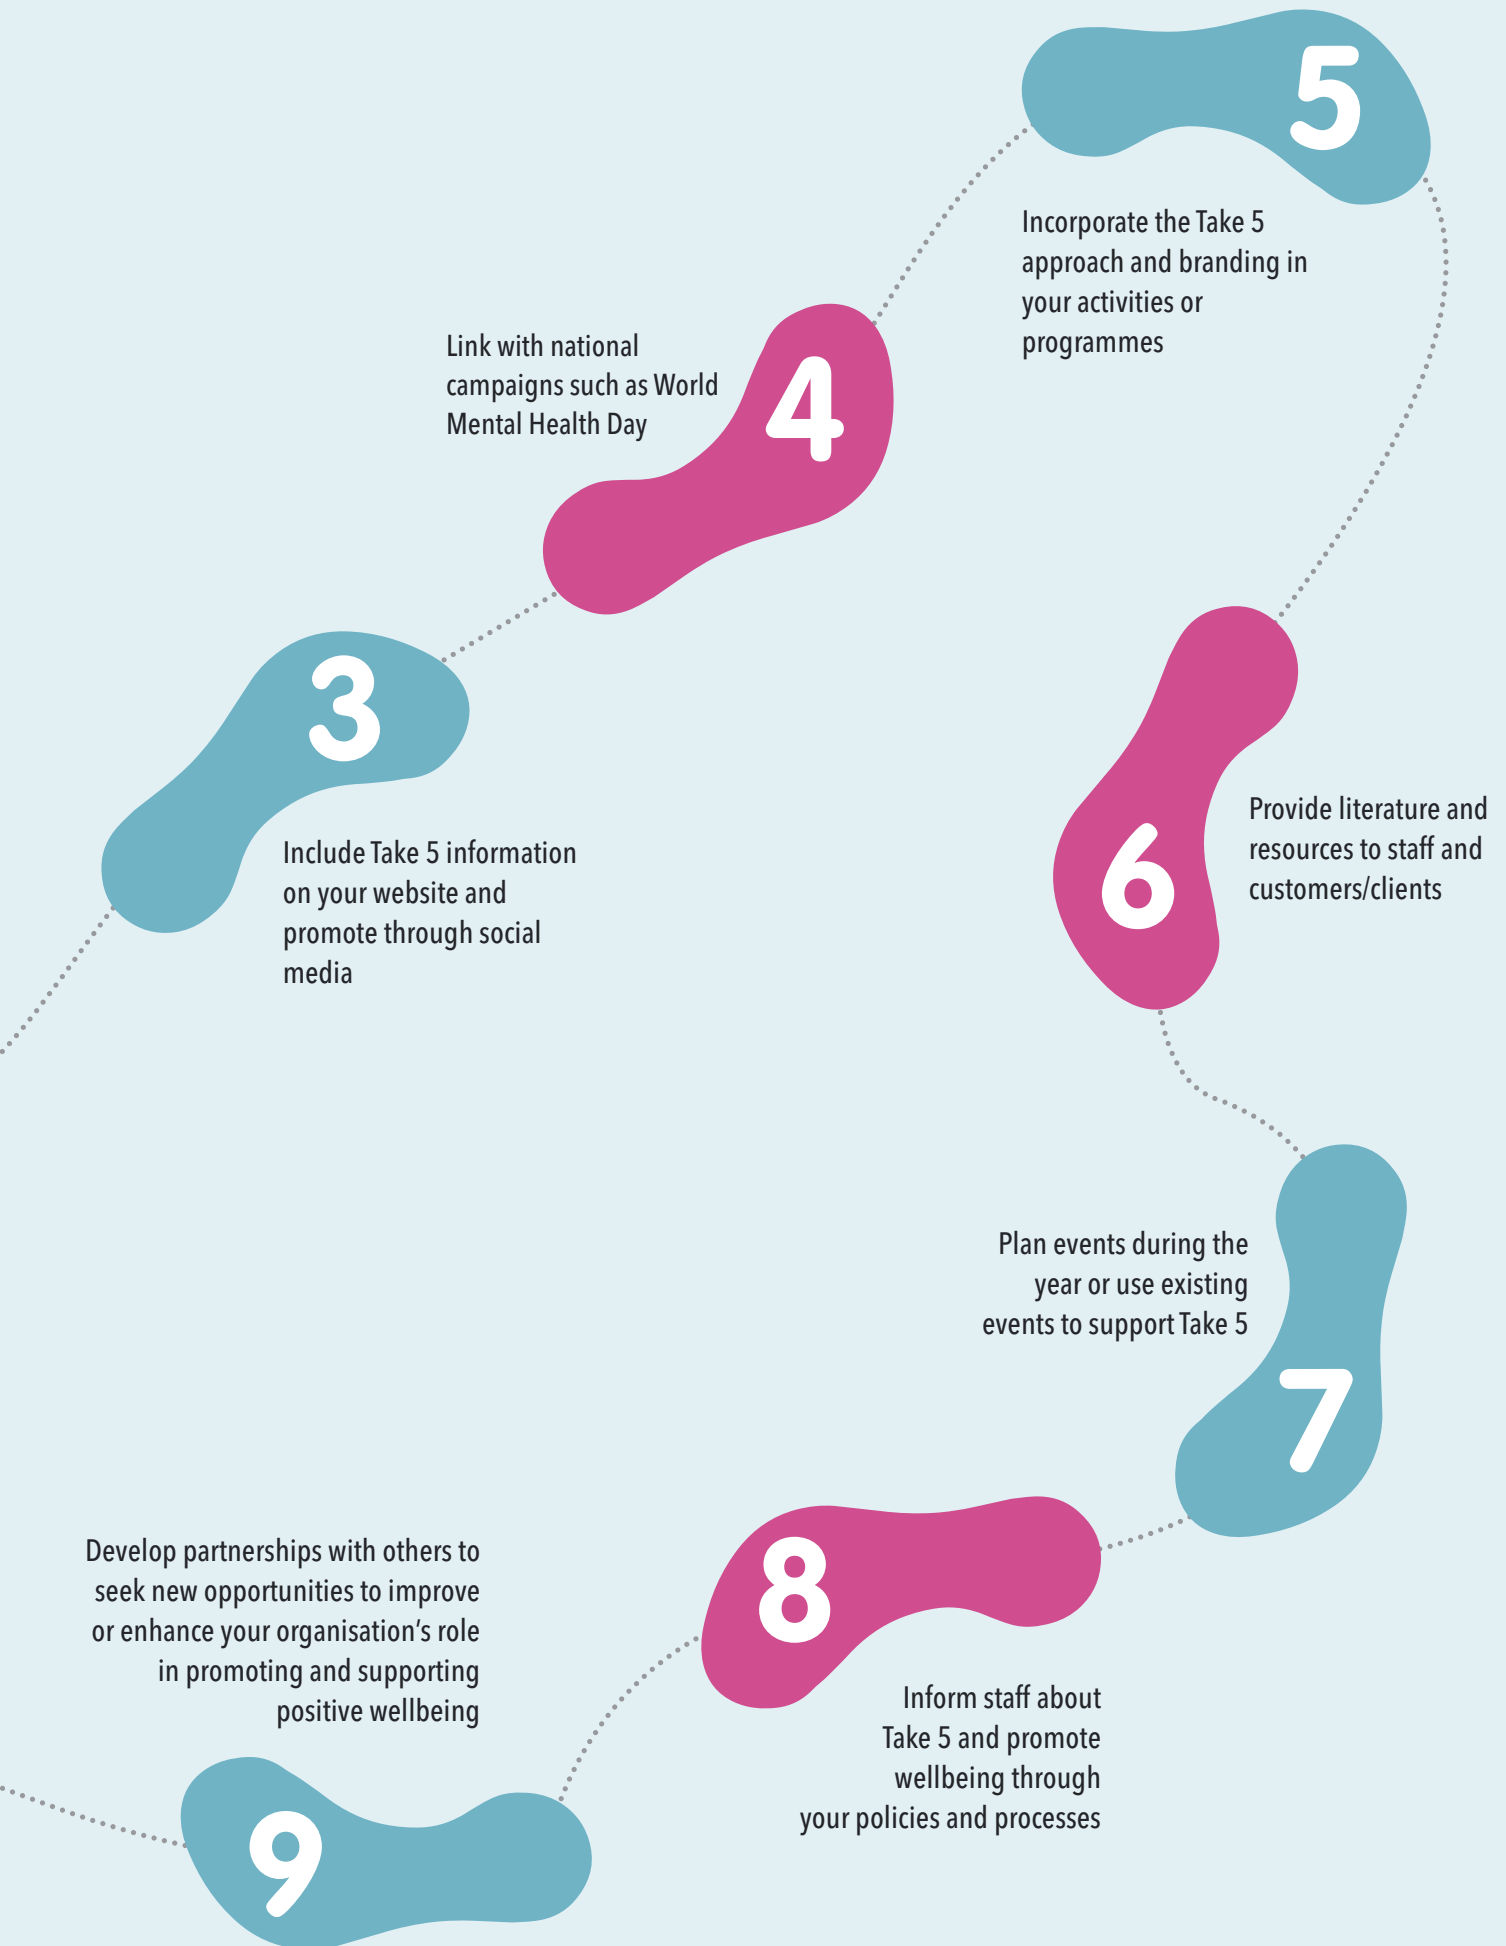 3
Include Take 5 information
on your website and
promote through social
media
4
Link with national
campaigns such as World
Mental Health Day
5
Incorporate the Take 5
approach and branding in
your activities or
programmes
6
Provide literature and
resources to staff and
customers/clients
7
Plan events during the
year or use existing
events to support Take 5
8
Inform staff about
Take 5 and promote
wellbeing through
your policies and processes
9
Develop partnerships with others to
seek new opportunities to improve
or enhance your organisation's role
in promoting and supporting
positive wellbeing